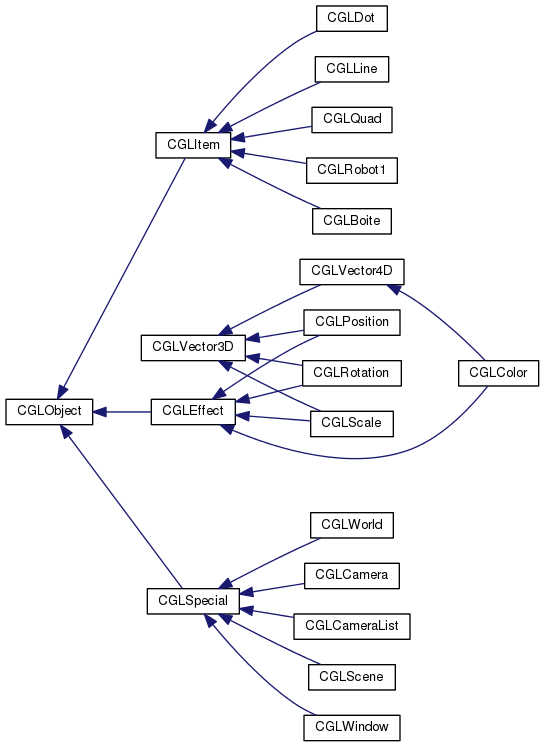 CGLDot
CGLLine
CGLQuad
CGLItem
CGLRobot1
CGLBoite
CGLVector4D
CGLPosition
CGLVector3D
CGLRotation
CGLColor
CGLObject
CGLEffect
CGLScale
CGLWorld
CGLCamera
CGLSpecial
CGLCameraList
CGLScene
CGLWindow